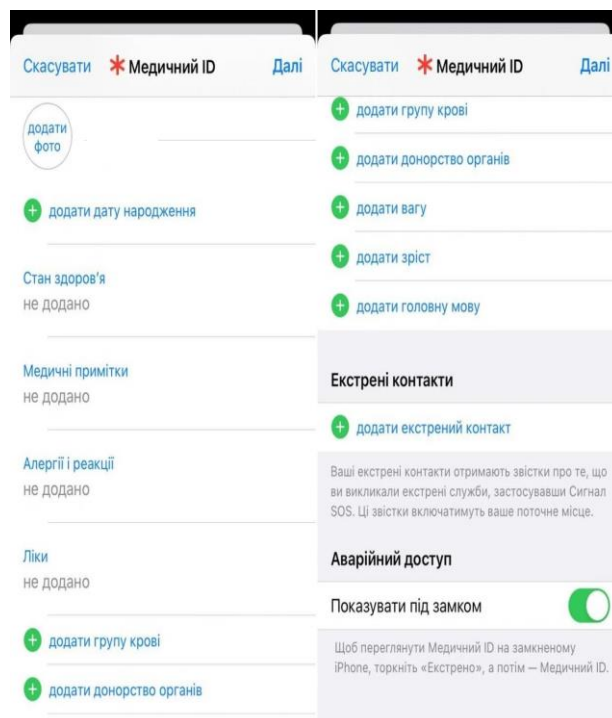 Скасувати Медичний ID Далі
додати
фото
додати дату народження
Стан здоров'я
не додано
Медичні примітки
не додано
Алергії і реакції
не додано
Ліки
не додано
додати групу крові
додати донорство органів
Скасувати Медичний ID Далі
додати групу крові
додати донорство органів
додати вагу
додати зріст
додати головну мову
Екстрені контакти
додати екстрений контакт
Ваші екстрені контакти отримають звістки про те, що
ви викликали екстрені служби, застосувавши Сигнал
SOS. Ці звістки включатимуть ваше поточне місце.
Аварійний доступ
Показувати під замком
Щоб переглянути Медичний ID на замкненому
iPhone, торкніть «Екстрено», а потім — Медичний ID.